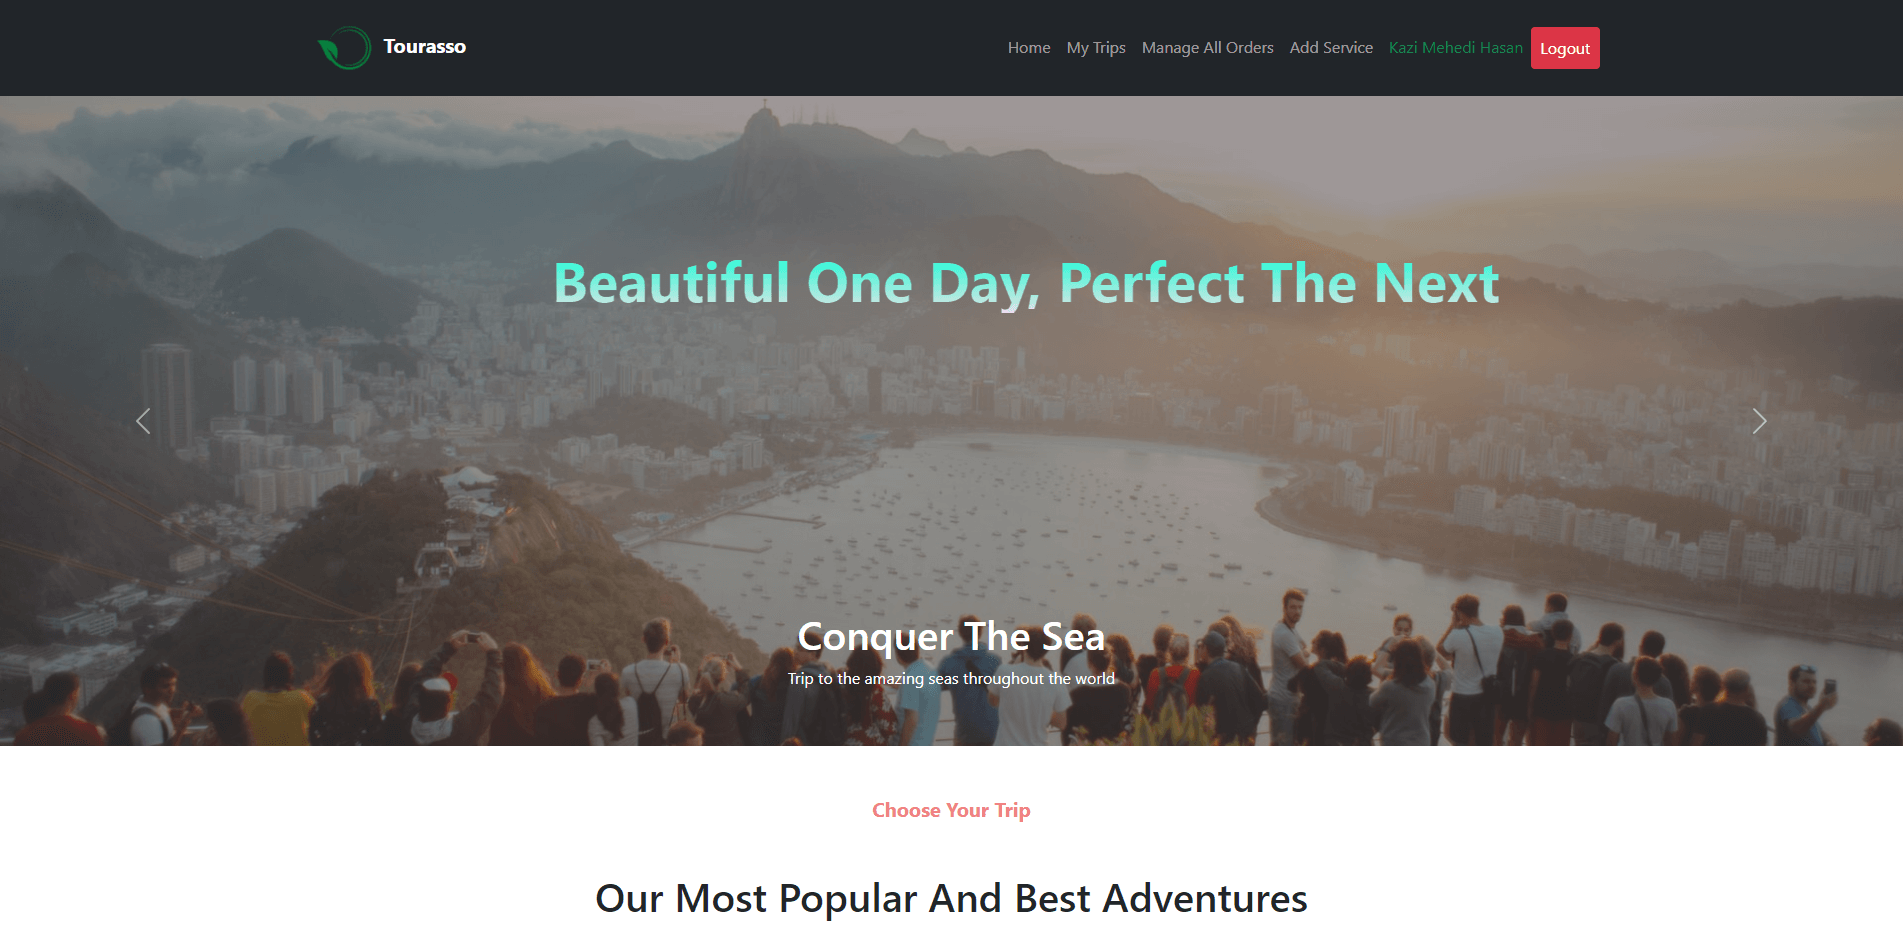 Tourasso
Home My Trips Manage All Orders Add Service Kazi Mehedi Hasan Logout
Beautiful One Day, Perfect The Next
Conquer The Sea
Trip to the amazing seas throughout the world
Choose Your Trip
Our Most Popular And Best Adventures